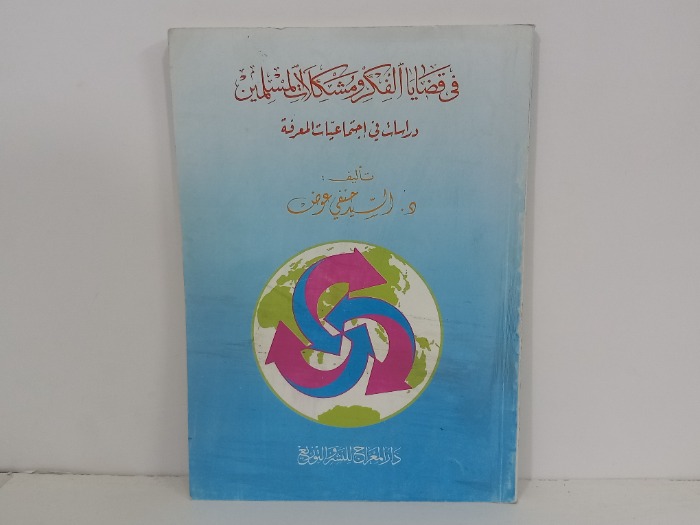 في قضايا الفكر ومشكلات المسلمين
دراسات في اجتماعيات المعرفة
تأليف:
د. السيد حنفي عوض
دار المعراج للنشر والتوزيع